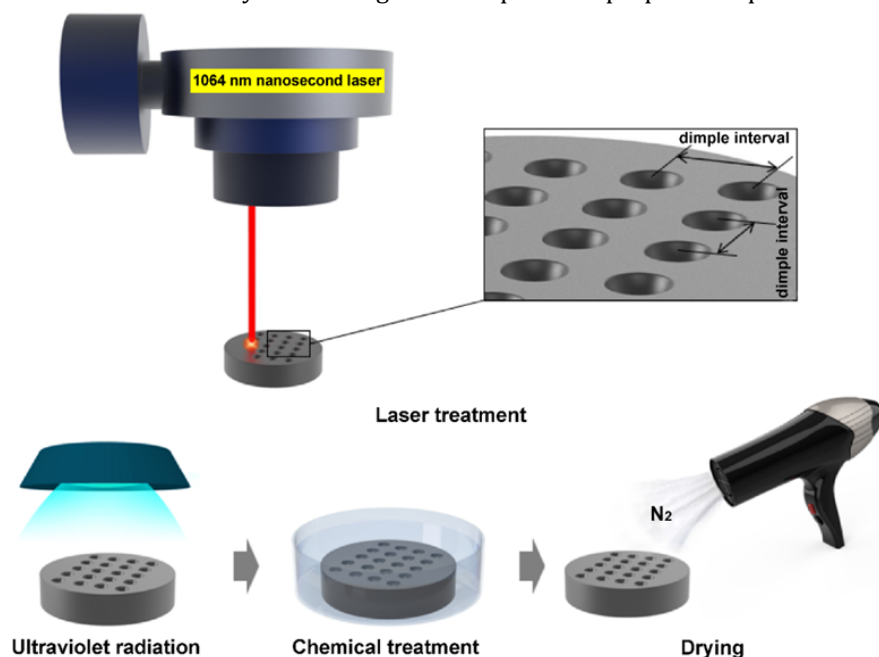 1064 nm nanosecond laser
dimple interval
dimple interval
Laser treatment
N2
Ultraviolet radiation
Chemical treatment
Drying